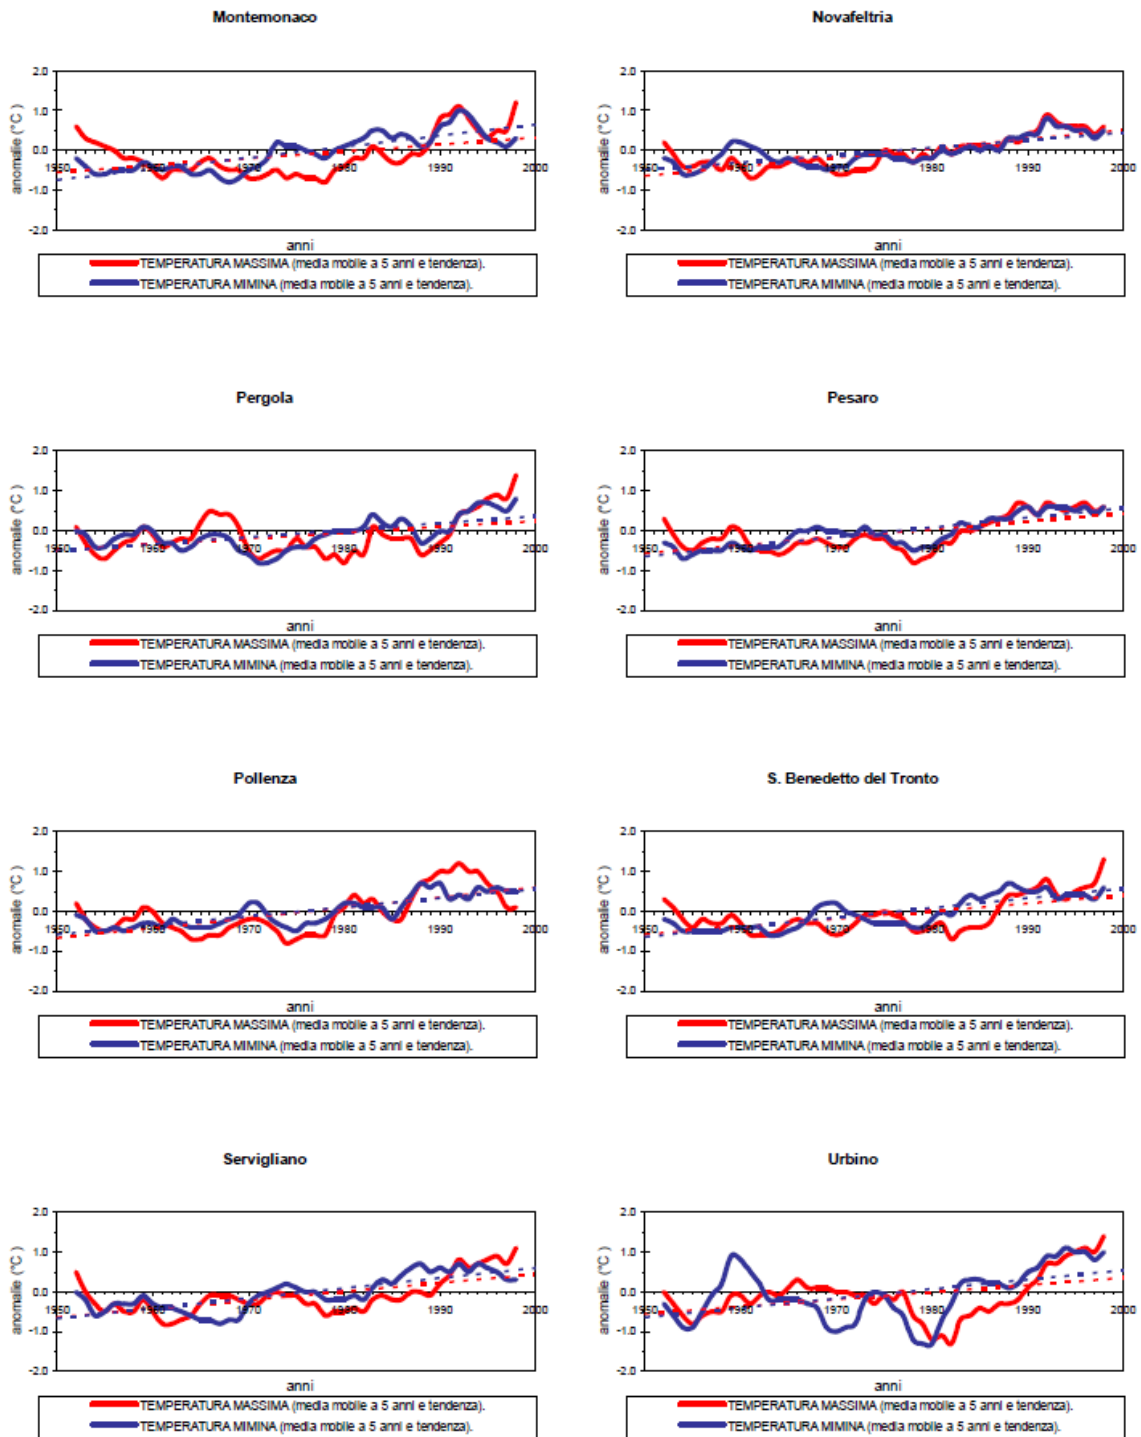 Montemonaco
2.0
1.0
0.0
-1.0
-2.0
anomalie (°C )
1950
1960
1970
1980
1990
2000
anni
TEMPERATURA MASSIMA (media mobile a 5 anni e tendenza).
TEMPERATURA MIMINA (media mobile a 5 anni e tendenza).
Novafeltria
2.0
1.0
0.0
-1.0
-2.0
anomalie (°C )
1950
1960
1970
1980
1990
2000
anni
TEMPERATURA MASSIMA (media mobile a 5 anni e tendenza).
TEMPERATURA MIMINA (media mobile a 5 anni e tendenza).
Pergola
2.0
1.0
0.0
-1.0
-2.0
anomalie (°C )
1950
1960
1970
1980
1990
2000
anni
TEMPERATURA MASSIMA (media mobile a 5 anni e tendenza).
TEMPERATURA MIMINA (media mobile a 5 anni e tendenza).
Pesaro
2.0
1.0
0.0
-1.0
-2.0
anomalie (°C )
1950
1960
1970
1980
1990
2000
anni
TEMPERATURA MASSIMA (media mobile a 5 anni e tendenza).
TEMPERATURA MIMINA (media mobile a 5 anni e tendenza).
Pollenza
2.0
1.0
0.0
-1.0
-2.0
anomalie (°C )
1950
1960
1970
1980
1990
2000
anni
TEMPERATURA MASSIMA (media mobile a 5 anni e tendenza).
TEMPERATURA MIMINA (media mobile a 5 anni e tendenza).
S. Benedetto del Tronto
2.0
1.0
0.0
-1.0
-2.0
anomalie (°C )
1950
1960
1970
1980
1990
2000
anni
TEMPERATURA MASSIMA (media mobile a 5 anni e tendenza).
TEMPERATURA MIMINA (media mobile a 5 anni e tendenza).
Servigliano
2.0
1.0
0.0
-1.0
-2.0
anomalie (°C )
1950
1960
1970
1980
1990
2000
anni
TEMPERATURA MASSIMA (media mobile a 5 anni e tendenza).
TEMPERATURA MIMINA (media mobile a 5 anni e tendenza).
Urbino
2.0
1.0
0.0
-1.0
-2.0
anomalie (°C )
1950
1960
1970
1980
1990
2000
anni
TEMPERATURA MASSIMA (media mobile a 5 anni e tendenza).
TEMPERATURA MIMINA (media mobile a 5 anni e tendenza).